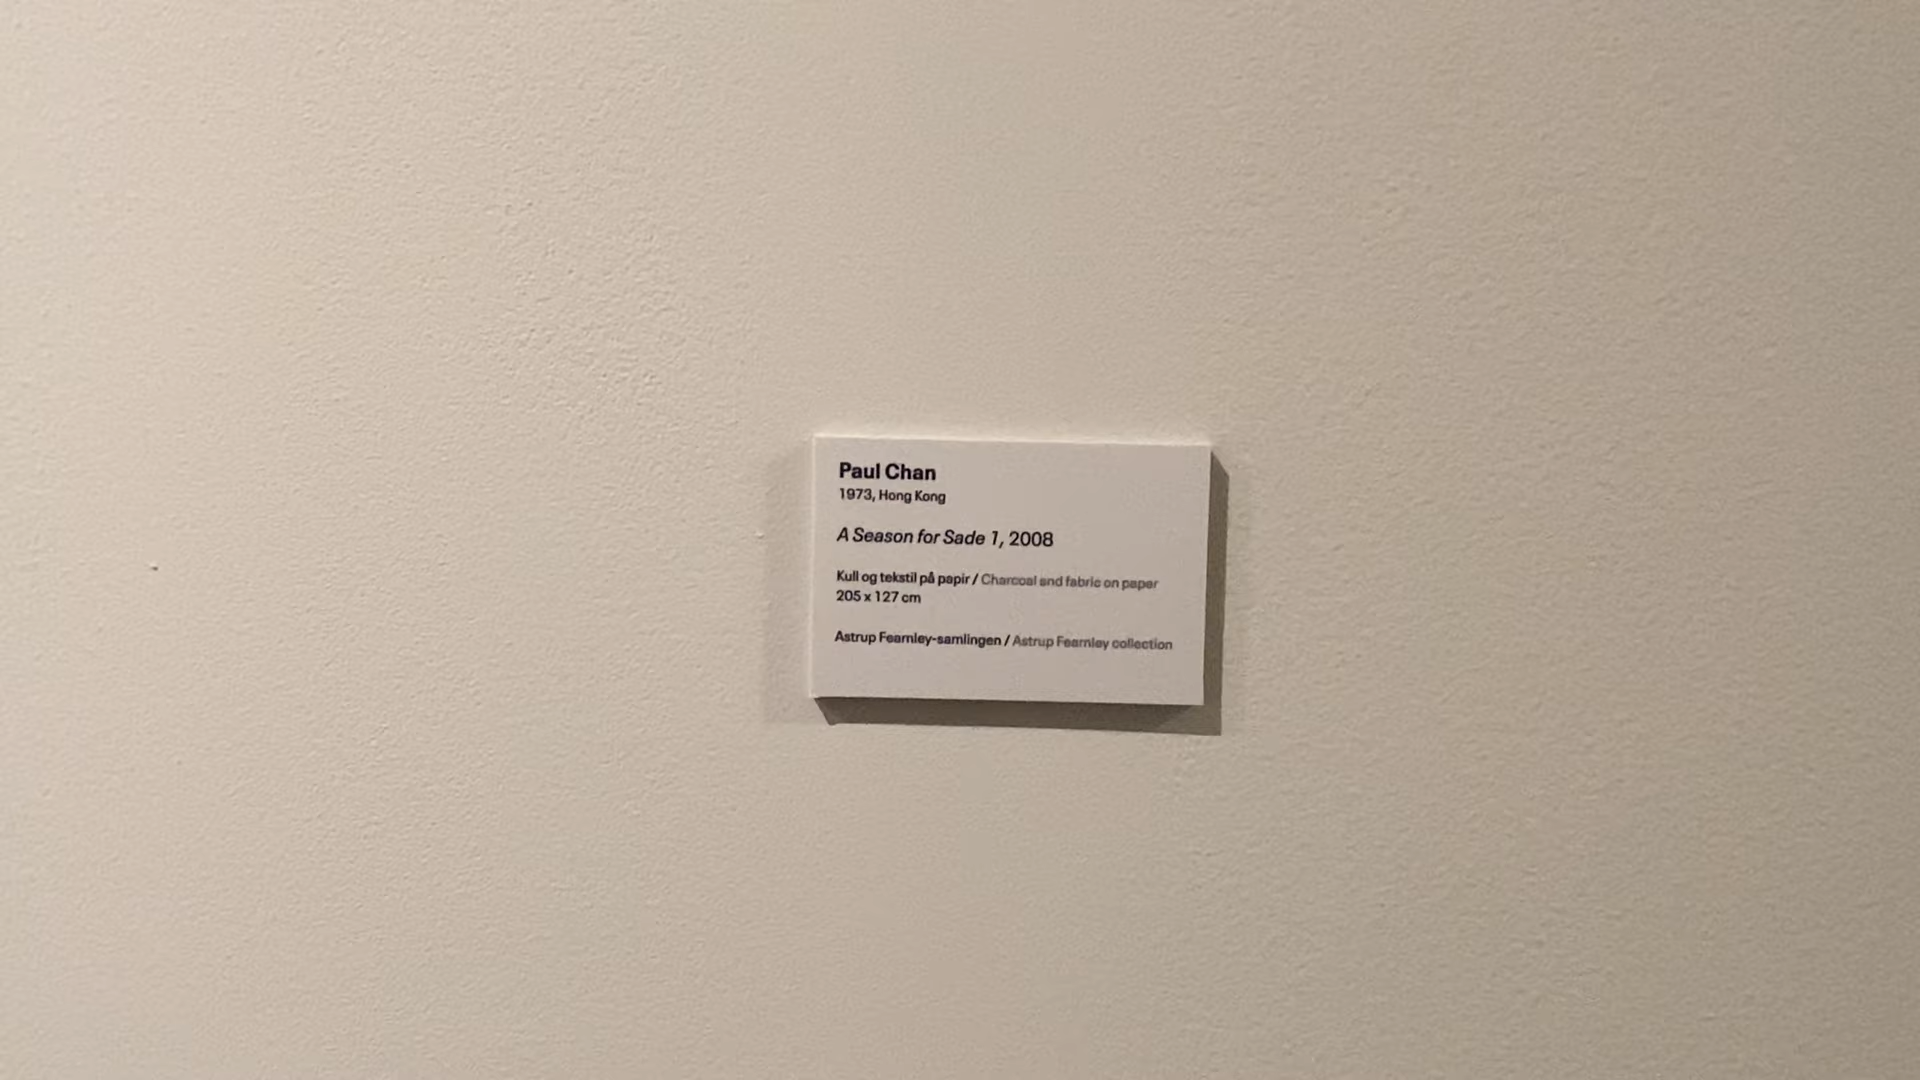 Paul Chan
1973, Hong Kong
A Season for Sade 1, 2008
Kull og tekstil på papir / Charcoal and fabric on paper
205 x 127 cm
Astrup Fearnley-samlingen / Astrup Fearnley collection